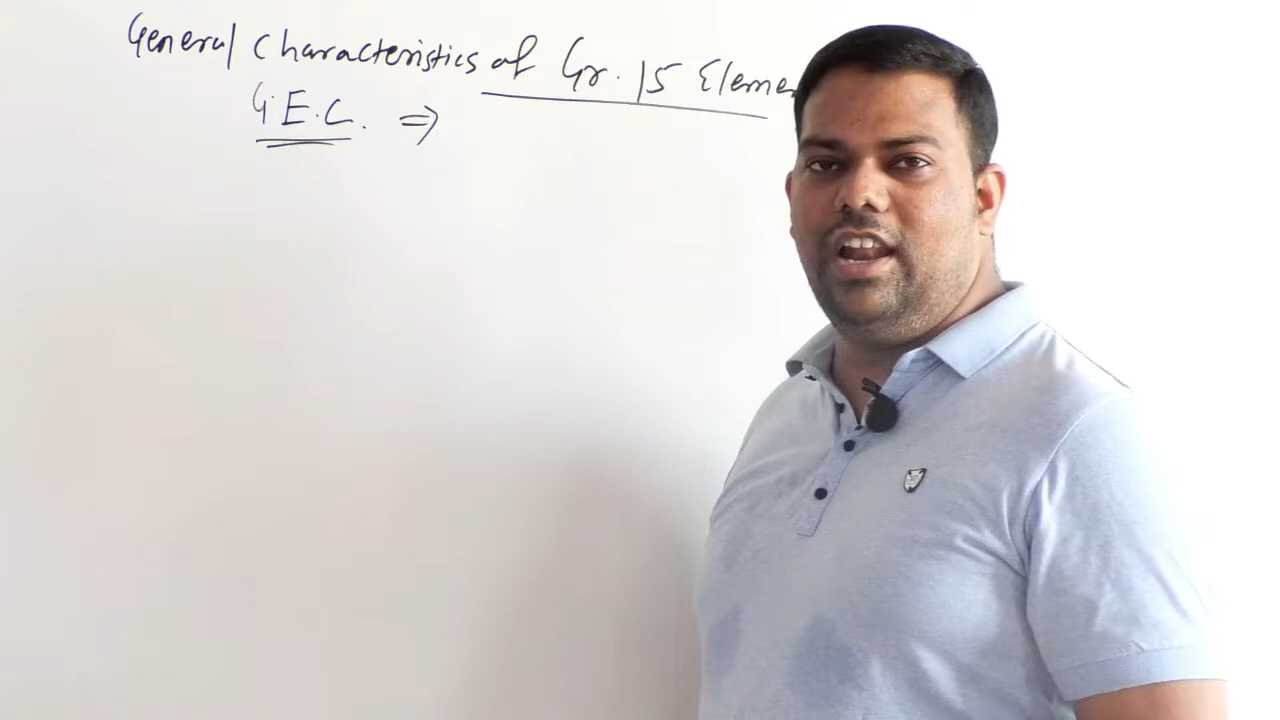 General Characteristics of Gr. 15 Elemen
G.E.C. ⇒